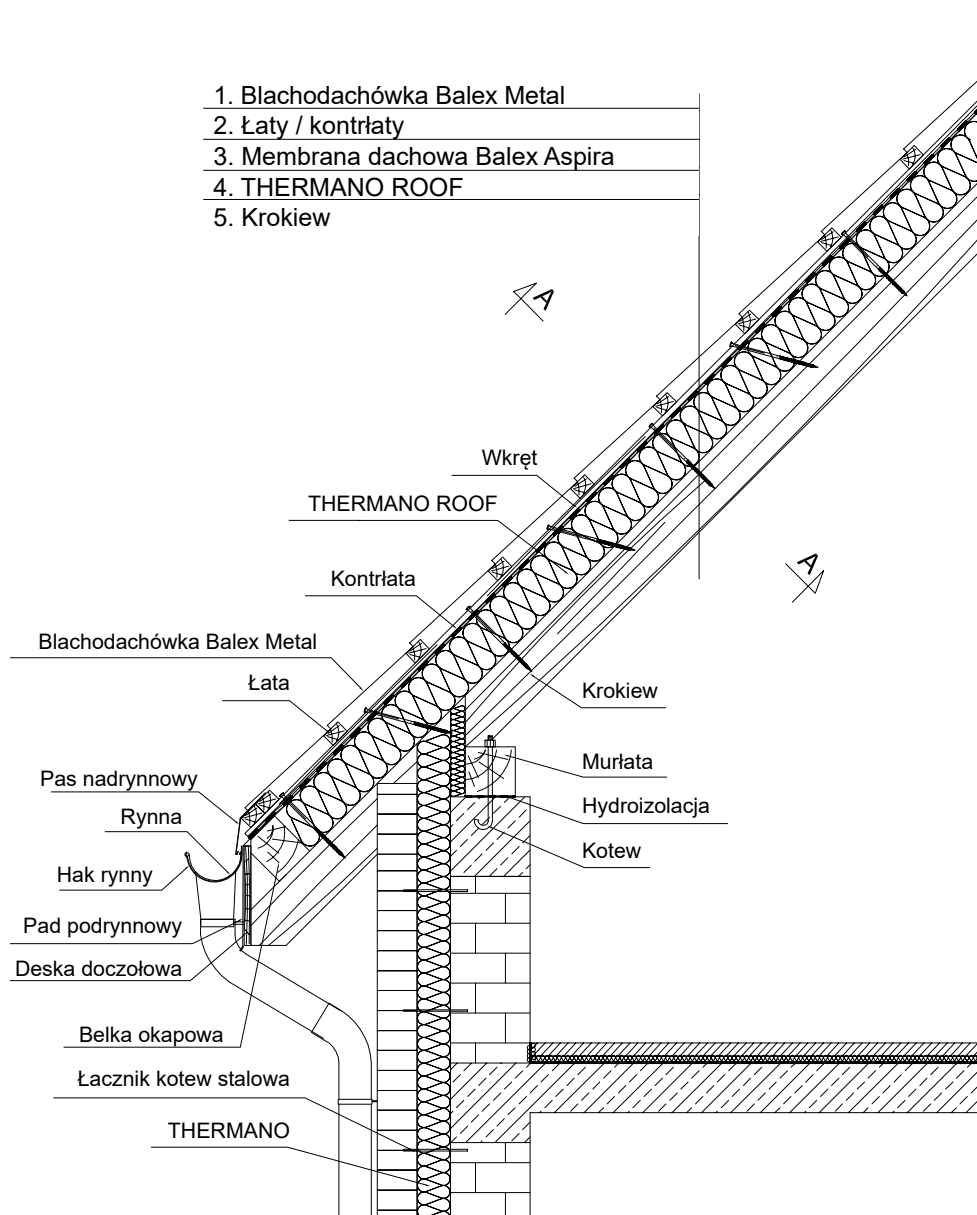 1. Blachodachówka Balex Metal
2. Łaty / kontrłaty
3. Membrana dachowa Balex Aspira
4. THERMANO ROOF
5. Krokiew
A
Wkręt
THERMANO ROOF
A
Kontrłata
Blachodachówka Balex Metal
Łata
Krokiew
Murłata
Pas nadrynnowy
Hydroizolacja
Rynna
Kotew
Hak rynny
Pad podrynnowy
Deska doczołowa
Belka okapowa
Łacznik kotew stalowa
THERMANO